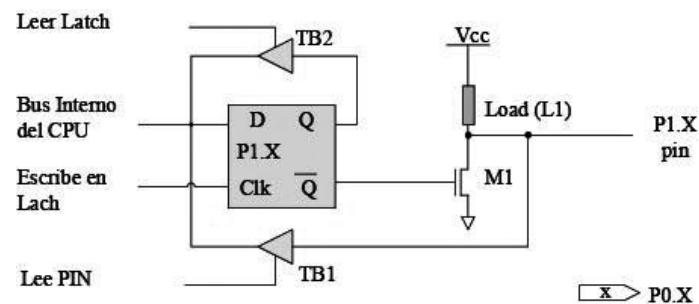 Leer Latch
TB2
Vcc
Bus Interno
del CPU
D Q
P1.X
Clk Q
Load (L1)
P1.X
pin
Escribe en
Lach
M1
Lee PIN
TB1
x P0.X